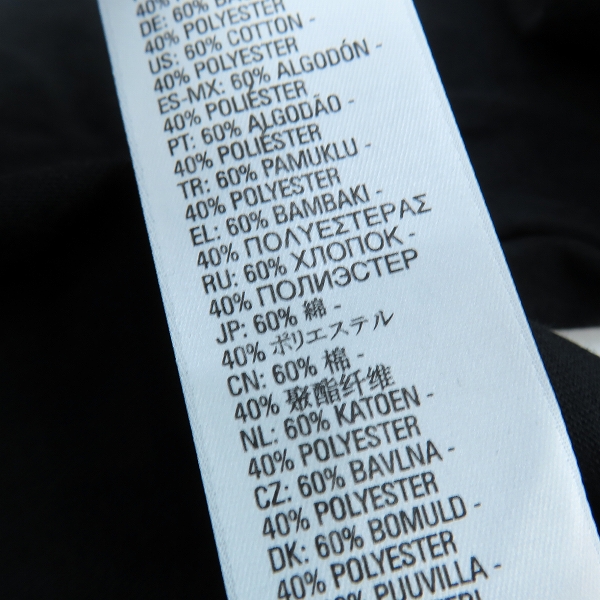 40%
DE: 60%
40% POLYESTER
US: 60% COTTON -
40% POLYESTER
ES-MX: 60% ALGODÓN -
40% POLIÉSTER
PT: 60% ALGODÃO -
40% POLIÉSTER
TR: 60% PAMUKLU -
40% POLYESTER
EL: 60% BAMBAKI -
40% ΠΟΛΥΕΣΤΕΡΑΣ
RU: 60% ХЛОПОК -
40% ПОЛИЭСТЕР
JP: 60% 綿 -
40% ポリエステル
CN: 60% 棉 -
40% 聚酯纤维
NL: 60% KATOEN -
40% POLYESTER
CZ: 60% BAVLNA -
40% POLYESTER
DK: 60% BOMULD -
40% POLYESTER
60% PUUVILLA -